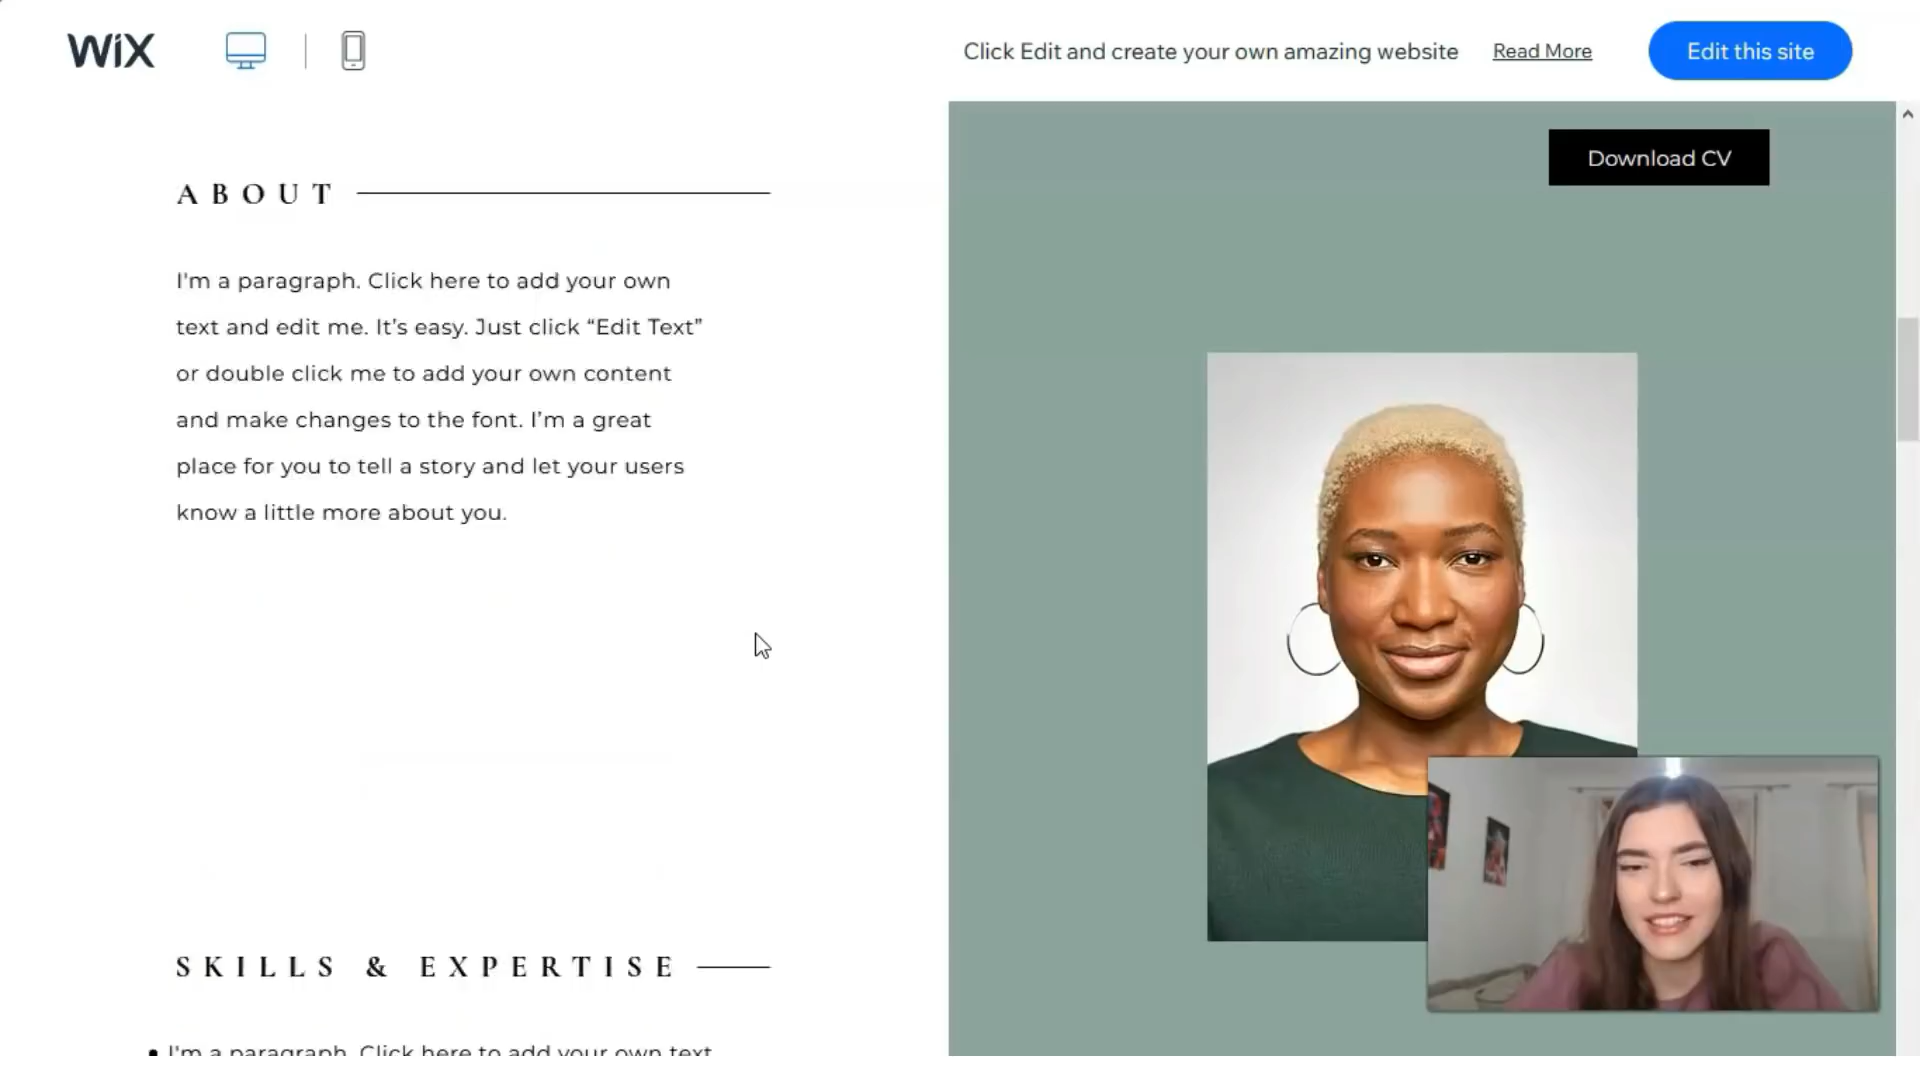 WiX
Click Edit and create your own amazing website Read More Edit this site
Download CV
ABOUT
I'm a paragraph. Click here to add your own
text and edit me. It’s easy. Just click “Edit Text”
or double click me to add your own content
and make changes to the font. I’m a great
place for you to tell a story and let your users
know a little more about you.
SKILLS & EXPERTISE
• I'm a paragraph. Click here to add your own text